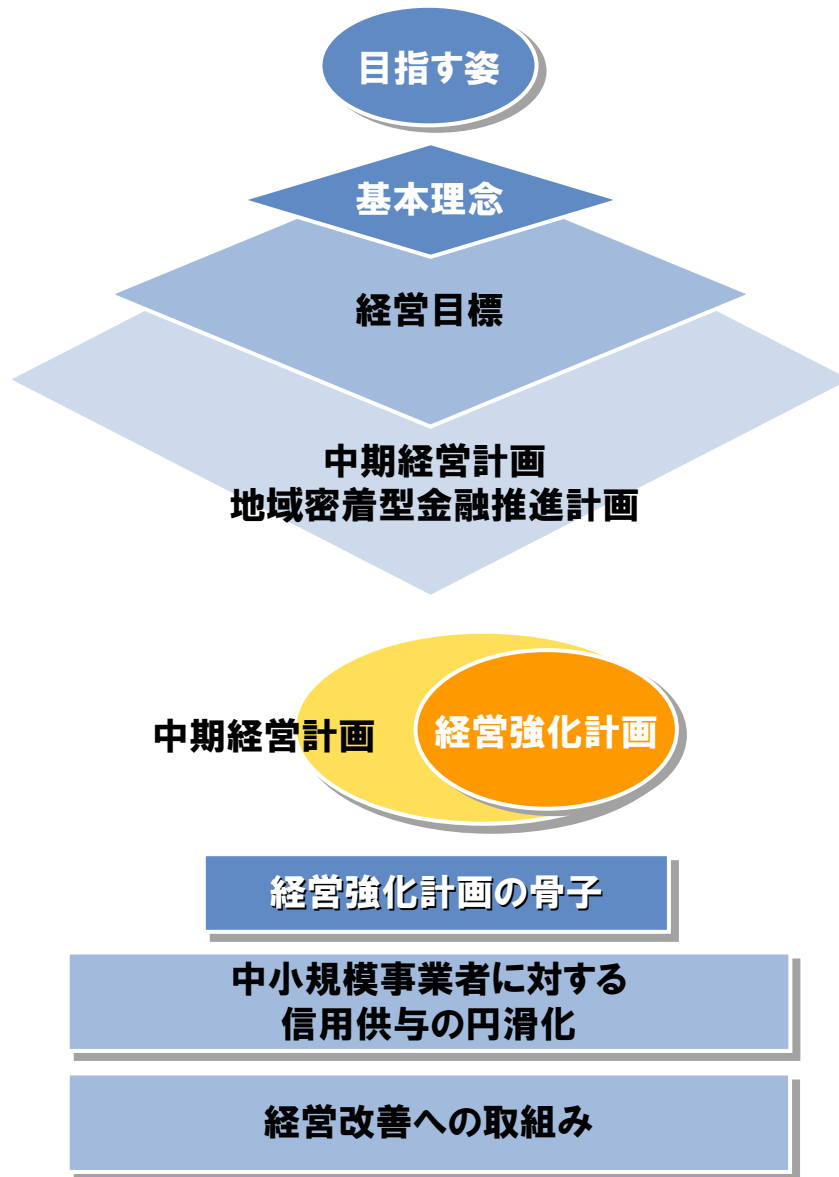 目指す姿
基本理念
経営目標
中期経営計画
地域密着型金融推進計画
中期経営計画
経営強化計画
経営強化計画の骨子
中小規模事業者に対する
信用供与の円滑化
経営改善への取組み